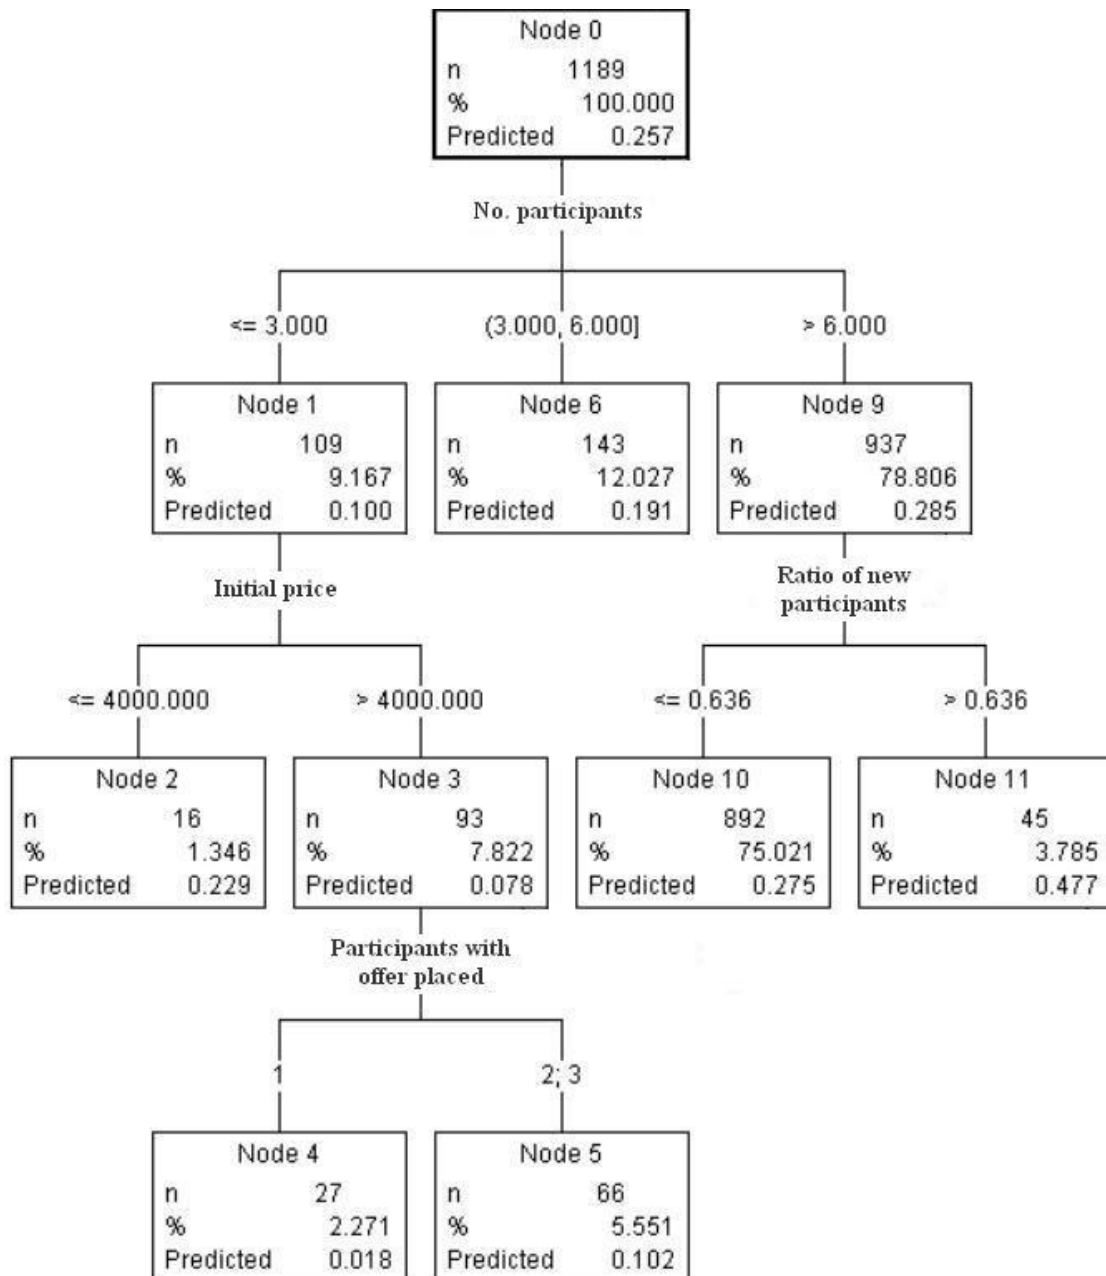 Node 0
n 1189
% 100.000
Predicted 0.257
No. participants
<= 3.000
(3.000, 6.000]
> 6.000
Node 1
n 109
% 9.167
Predicted 0.100
Node 6
n 143
% 12.027
Predicted 0.191
Node 9
n 937
% 78.806
Predicted 0.285
Initial price
Ratio of new
participants
<= 4000.000
> 4000.000
<= 0.636
> 0.636
Node 2
n 16
% 1.346
Predicted 0.229
Node 3
n 93
% 7.822
Predicted 0.078
Node 10
n 892
% 75.021
Predicted 0.275
Node 11
n 45
% 3.785
Predicted 0.477
Participants with
offer placed
1
2; 3
Node 4
n 27
% 2.271
Predicted 0.018
Node 5
n 66
% 5.551
Predicted 0.102